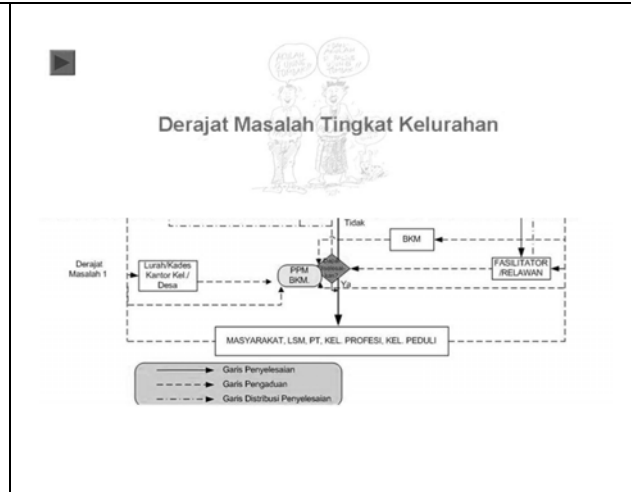 Derajat Masalah Tingkat Kelurahan
Tidak
BKM
Derajat
Masalah 1
Lurah/Kades
Kantor Kel./
Desa
PPM
BKM.
Ya
FASILITATOR
/RELAWAN
MASYARAKAT, LSM, PT, KEL. PROFESI, KEL. PEDULI
Garis Penyelesaian
Garis Pengaduan
Garis Distribusi Penyelesaian